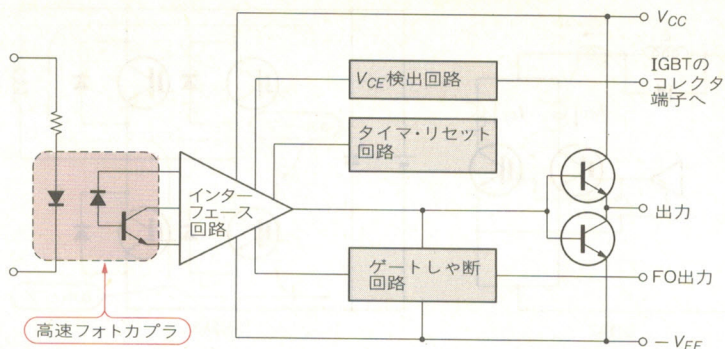 V_CC
V_CE検出回路
IGBTの
コレクタ
端子へ
タイマ・リセット
回路
インター
フェース
回路
出力
ゲートしゃ断
回路
FO出力
高速フォトカプラ
−V_EE